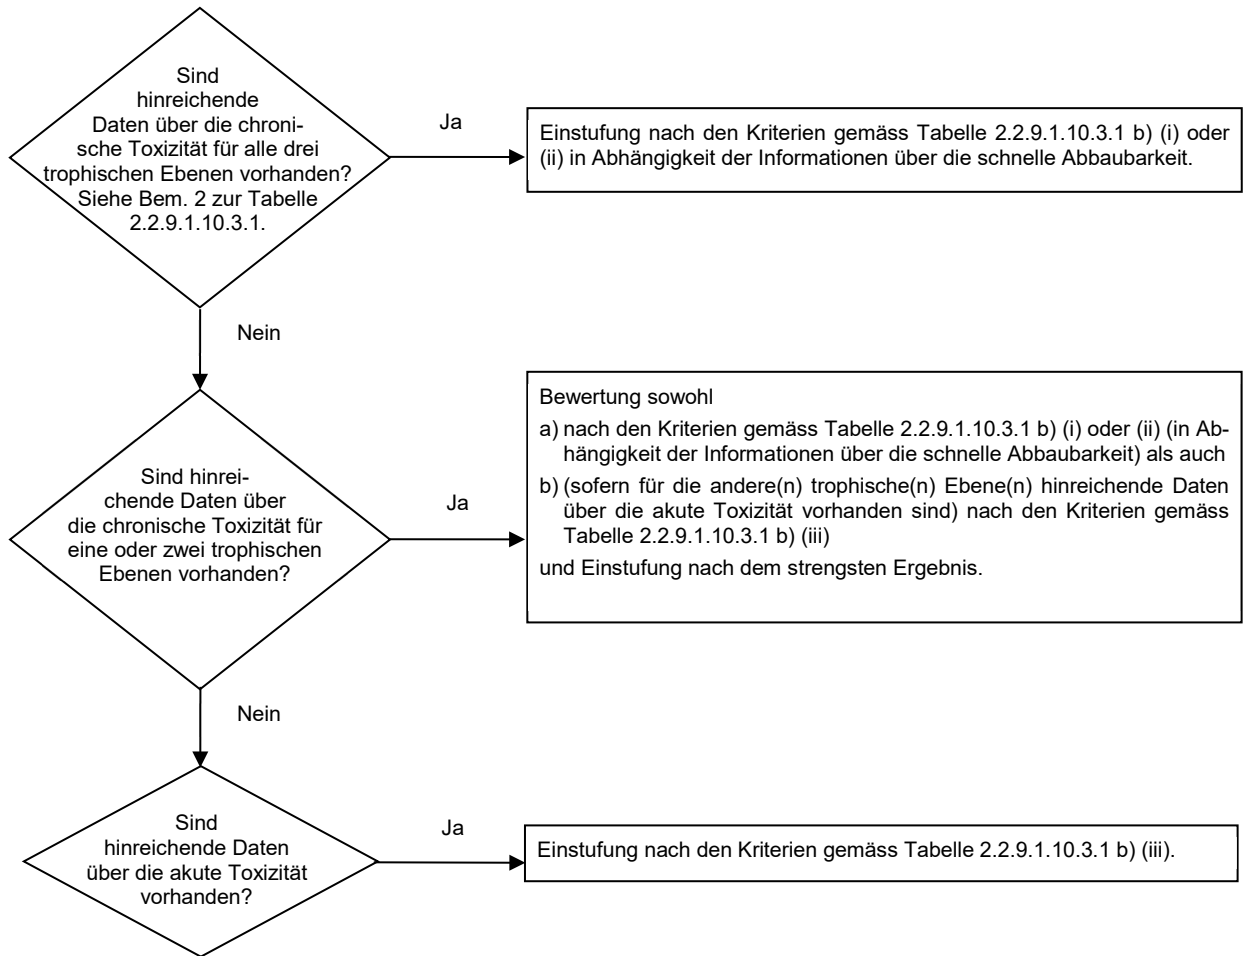 Sind
hinreichende
Daten über die chroni-
sche Toxizität für alle drei
trophischen Ebenen vorhanden?
Siehe Bem. 2 zur Tabelle
2.2.9.1.10.3.1.
Ja
Einstufung nach den Kriterien gemäss Tabelle 2.2.9.1.10.3.1 b) (i) oder
(ii) in Abhängigkeit der Informationen über die schnelle Abbaubarkeit.
Nein
Sind hinrei-
chende Daten über
die chronische Toxizität für
eine oder zwei trophischen
Ebenen vorhanden?
Ja
Bewertung sowohl
a) nach den Kriterien gemäss Tabelle 2.2.9.1.10.3.1 b) (i) oder (ii) (in Ab-
hängigkeit der Informationen über die schnelle Abbaubarkeit) als auch
b) (sofern für die andere(n) trophische(n) Ebene(n) hinreichende Daten
über die akute Toxizität vorhanden sind) nach den Kriterien gemäss
Tabelle 2.2.9.1.10.3.1 b) (iii)
und Einstufung nach dem strengsten Ergebnis.
Nein
Sind
hinreichende Daten
über die akute Toxizität
vorhanden?
Ja
Einstufung nach den Kriterien gemäss Tabelle 2.2.9.1.10.3.1 b) (iii).